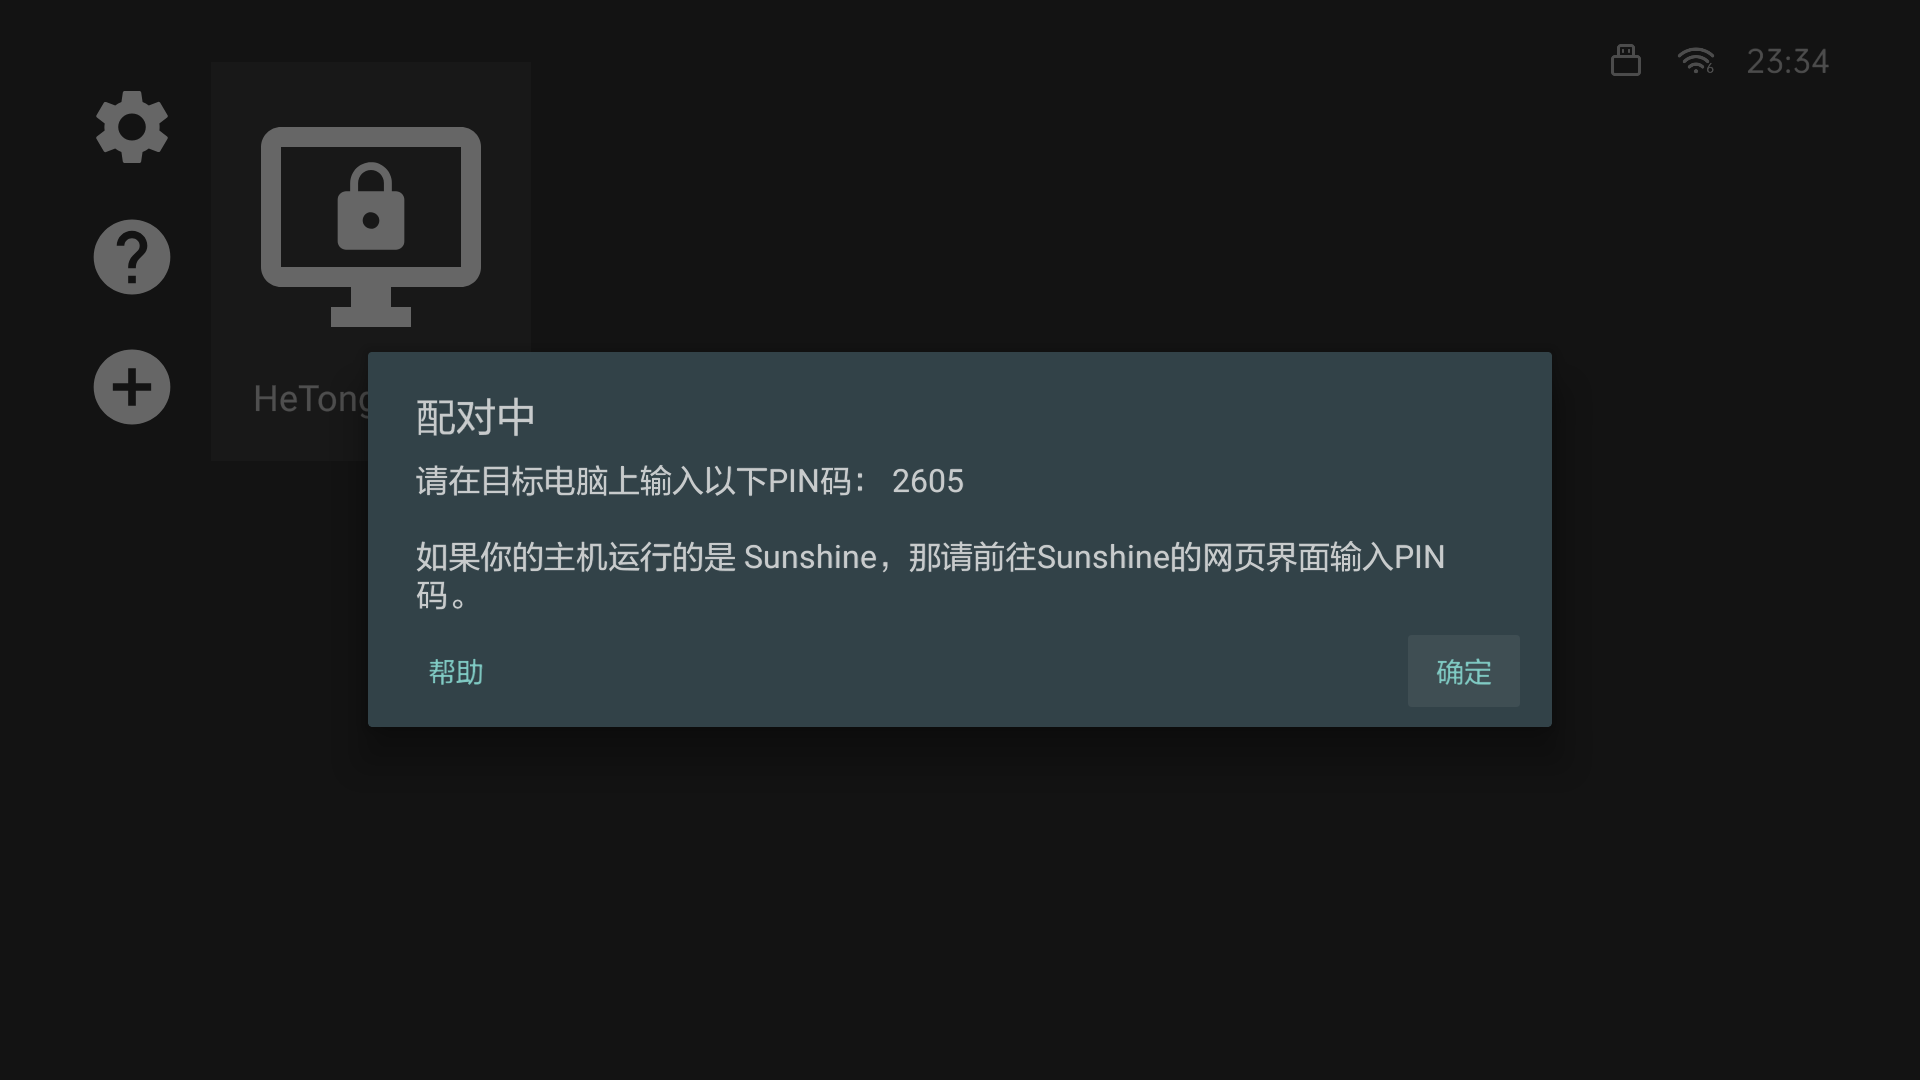 23:34
HeTong
配对中
请在目标电脑上输入以下PIN码： 2605
如果你的主机运行的是 Sunshine，那请前往Sunshine的网页界面输入PIN
码。
帮助
确定